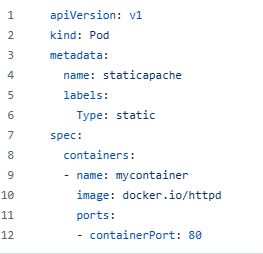 1 apiVersion: v1
2 kind: Pod
3 metadata:
4   name: staticapache
5   labels:
6     Type: static
7 spec:
8   containers:
9   - name: mycontainer
10     image: docker.io/httpd
11     ports:
12     - containerPort: 80